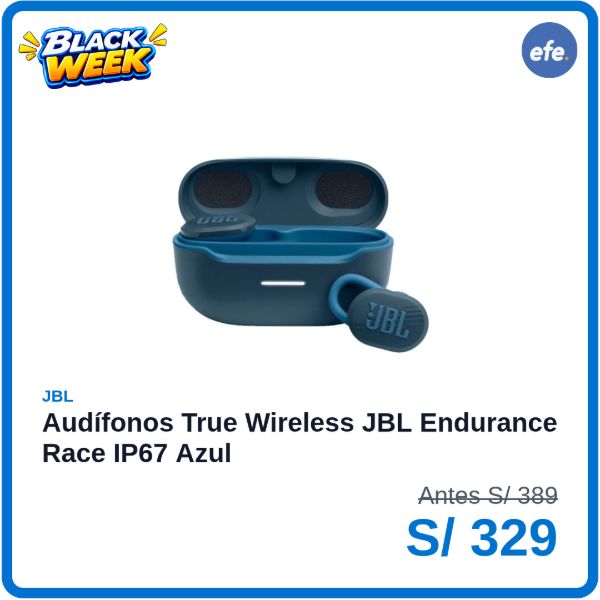 BLACK
WEEK
efe.
JBL
JBL
JBL
Audífonos True Wireless JBL Endurance
Race IP67 Azul
Antes S/ 389
S/ 329